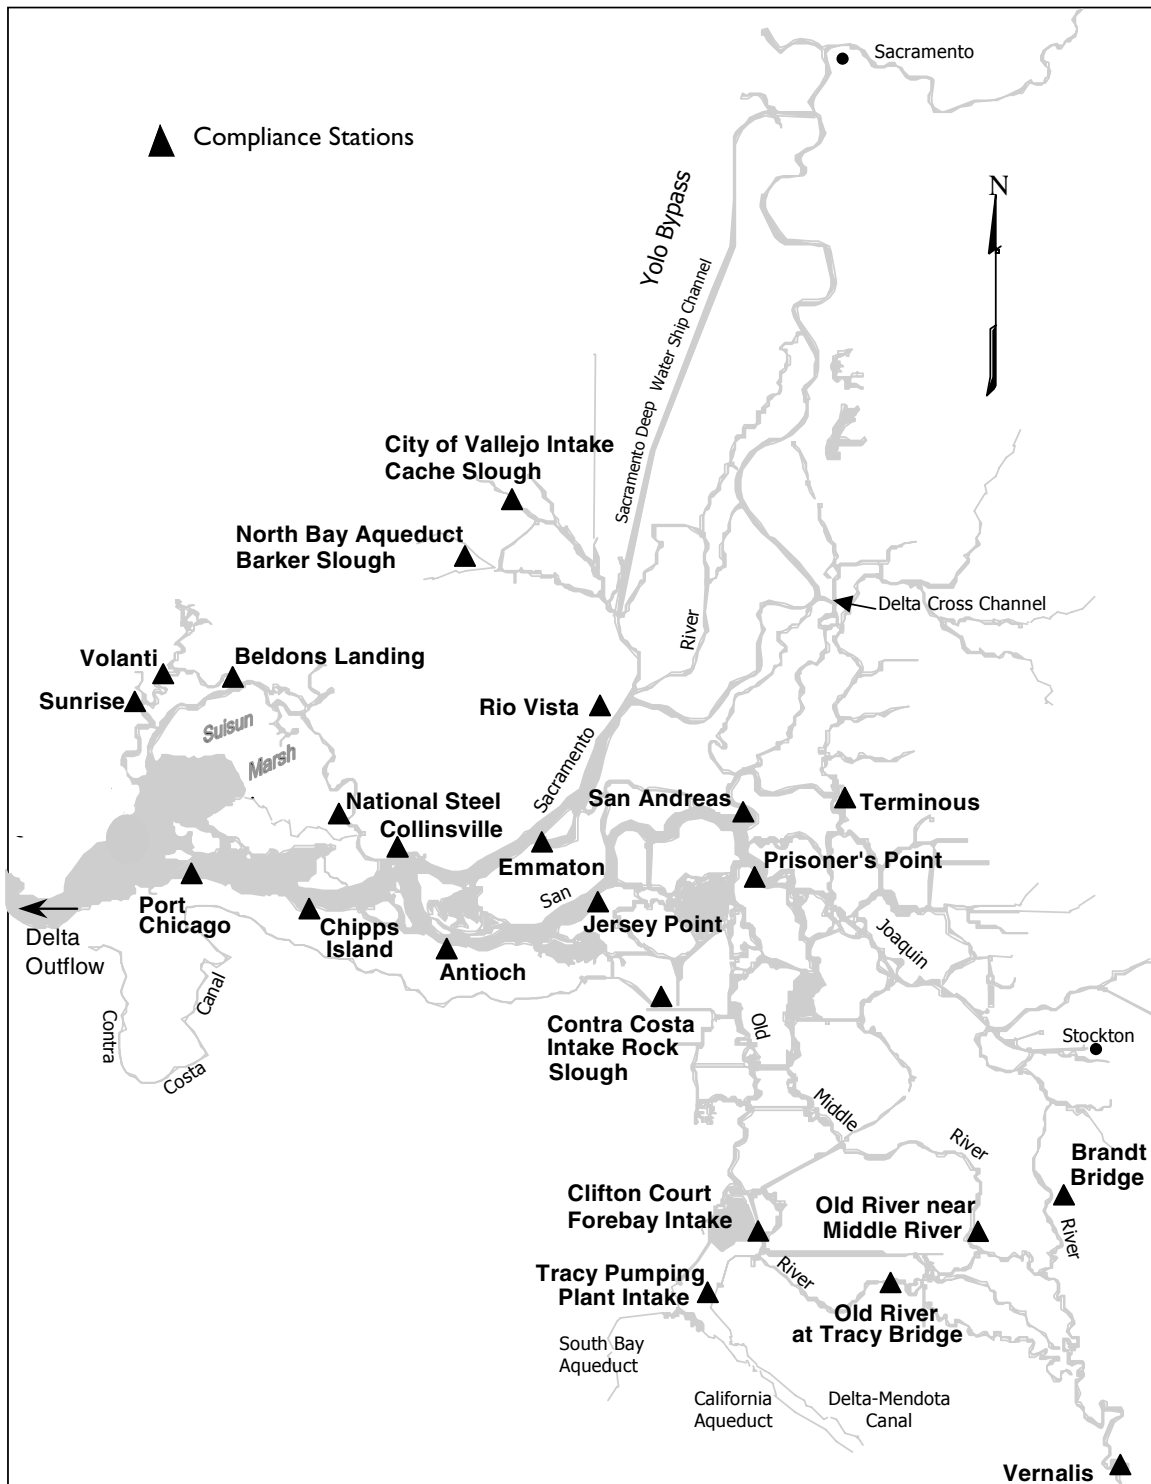 Sacramento
Compliance Stations
N
Yolo Bypass
Sacramento Deep Water Ship Channel
City of Vallejo Intake
Cache Slough
North Bay Aqueduct
Barker Slough
Delta Cross Channel
River
Volanti
Beldons Landing
Sunrise
Suisun
Marsh
Rio Vista
Sacramento
National Steel
Collinsville
San Andreas
Terminous
Emmaton
Prisoner's Point
San
Jersey Point
Port
Chicago
Chipps
Island
Delta
Outflow
Antioch
Joaquin
Canal
Contra
Costa
Contra Costa
Intake Rock
Slough
Old
Stockton
Middle
River
Brandt
Bridge
Clifton Court
Forebay Intake
Old River near
Middle River
River
Tracy Pumping
Plant Intake
River
Old River
at Tracy Bridge
South Bay
Aqueduct
California
Aqueduct
Delta-Mendota
Canal
Vernalis